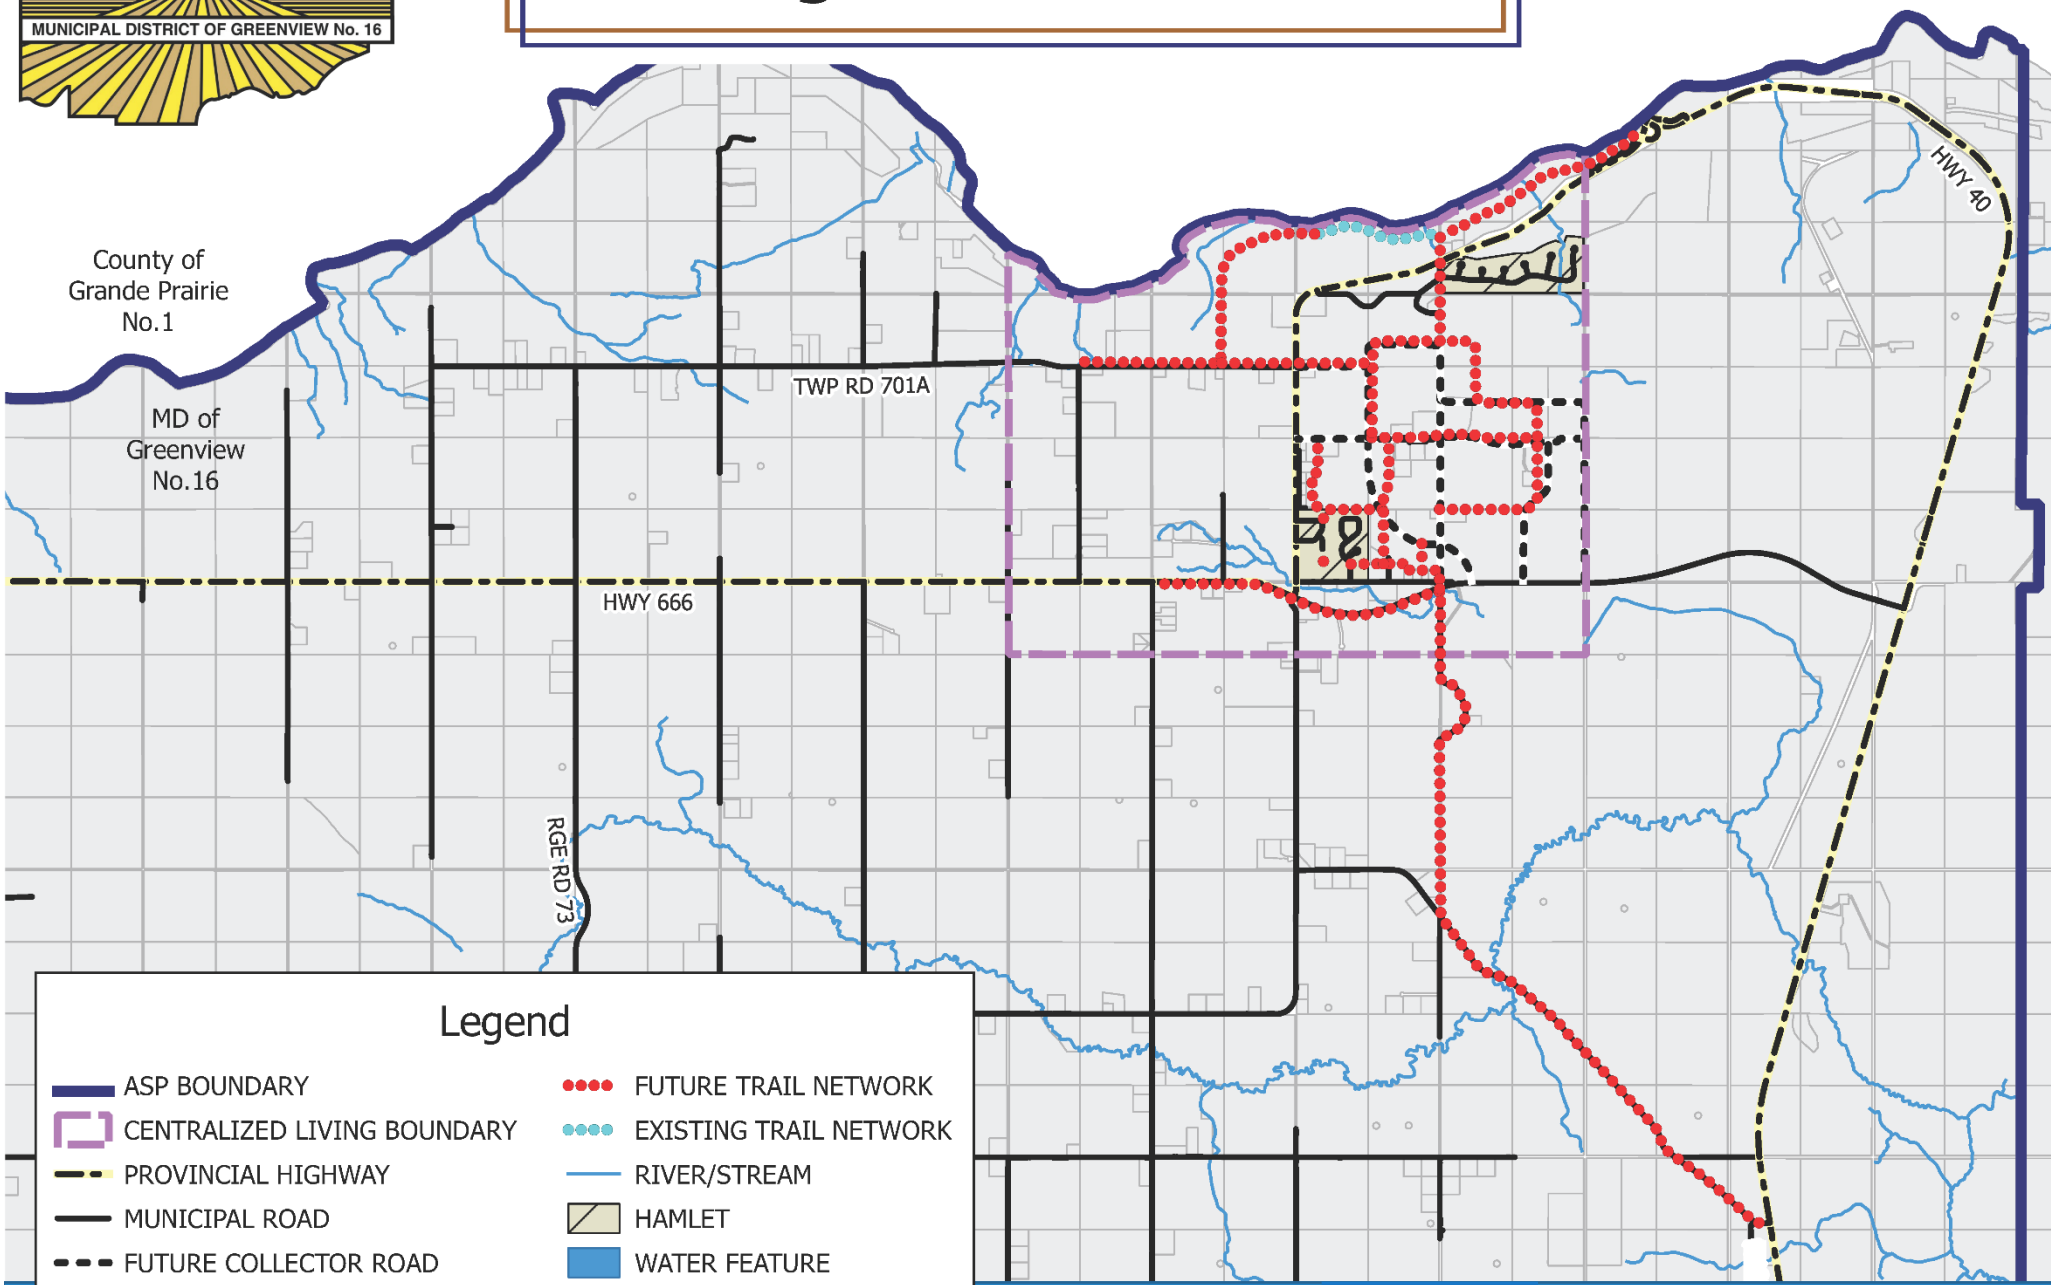 MUNICIPAL DISTRICT OF GREENVIEW No. 16
HWY 40
County of
Grande Prairie
No.1
TWP RD 701A
MD of
Greenview
No.16
HWY 666
RGE RD 73
Legend
ASP BOUNDARY
CENTRALIZED LIVING BOUNDARY
PROVINCIAL HIGHWAY
MUNICIPAL ROAD
FUTURE COLLECTOR ROAD
FUTURE TRAIL NETWORK
EXISTING TRAIL NETWORK
RIVER/STREAM
HAMLET
WATER FEATURE